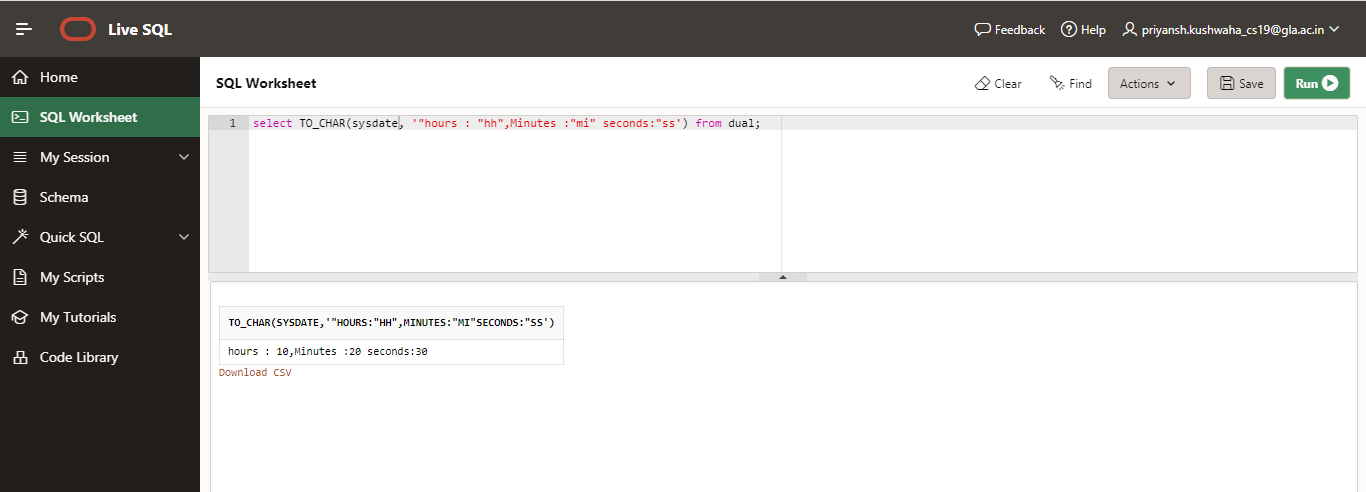 Live SQL
Feedback
Help
priyansh.kushwaha_cs19@gla.ac.in
Home
SQL Worksheet
My Session
Schema
Quick SQL
My Scripts
My Tutorials
Code Library
SQL Worksheet
Clear
Find
Actions
Save
Run
1 select TO_CHAR(sysdate, '"hours : "hh",Minutes :"mi" seconds:"ss') from dual;
TO_CHAR(SYSDATE,'"HOURS:"HH",MINUTES:"MI"SECONDS:"SS')
hours : 10,Minutes :20 seconds:30
Download CSV